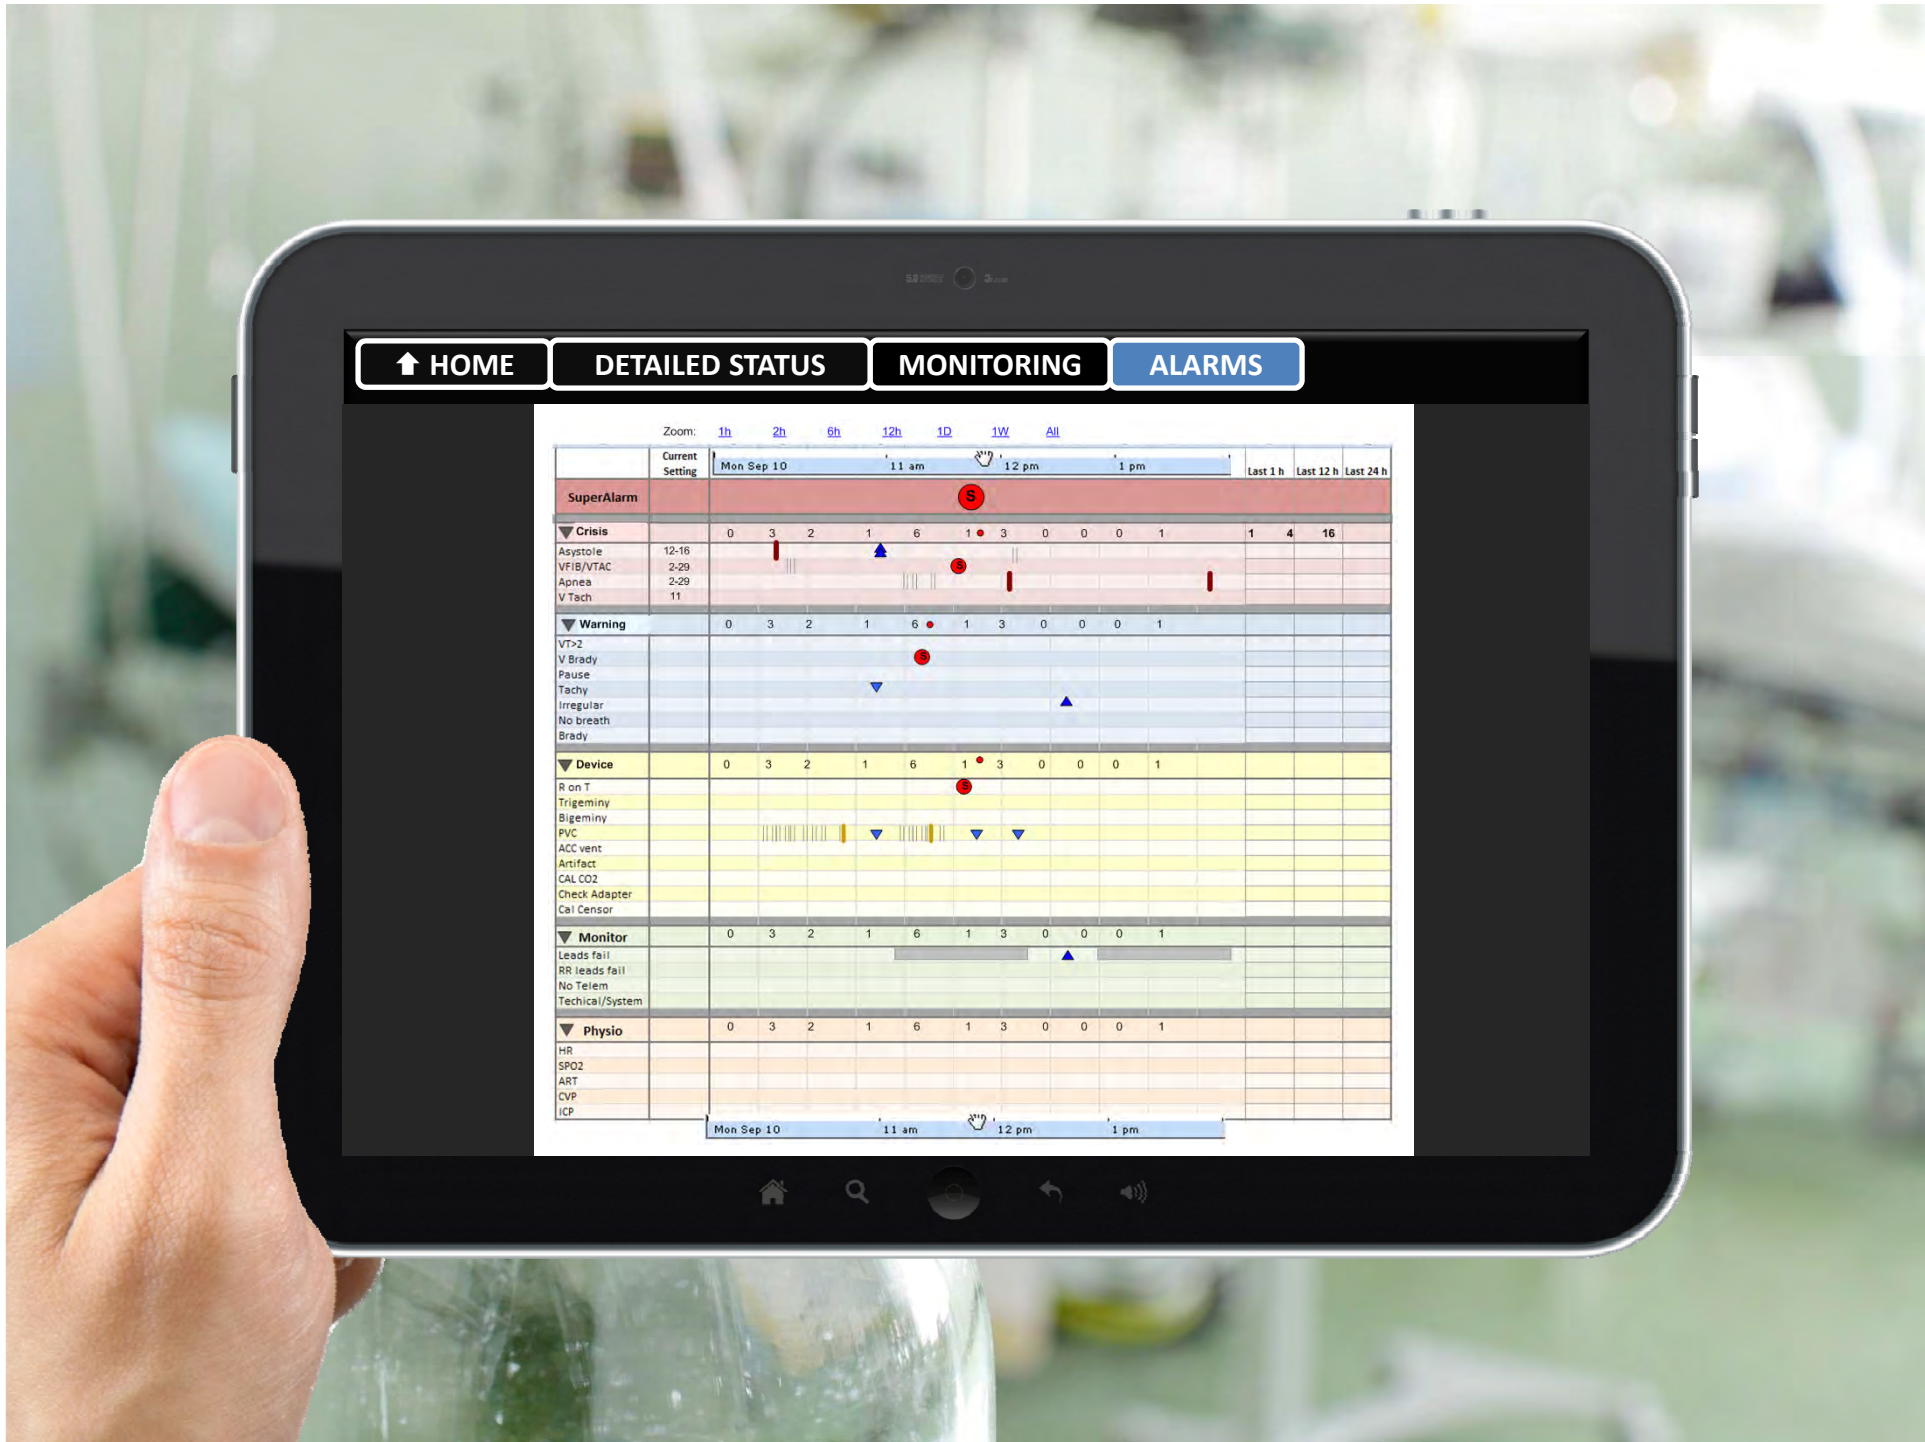 HOME DETAILED STATUS MONITORING ALARMS
Zoom: 1h 2h 6h 12h 1D 1W All
Current Setting Mon Sep 10 11 am 12 pm 1 pm Last 1 h Last 12 h Last 24 h
SuperAlarm S
Crisis 0 3 2 1 6 1 3 0 0 0 1 1 4 16
Asystole 12-16
VFIB/VTAC 2-29 S
Apnea 2-29
V Tach 11
Warning 0 3 2 1 6 1 3 0 0 0 1
VT>2
V Brady S
Pause
Tachy
Irregular
No breath
Brady
Device 0 3 2 1 6 1 3 0 0 0 1
R on T S
Trigeminy
Bigeminy
PVC
ACC vent
Artifact
CAL CO2
Check Adapter
Cal Censor
Monitor 0 3 2 1 6 1 3 0 0 0 1
Leads fail
RR leads fail
No Telem
Techical/System
Physio 0 3 2 1 6 1 3 0 0 0 1
HR
SPO2
ART
CVP
ICP
Mon Sep 10 11 am 12 pm 1 pm